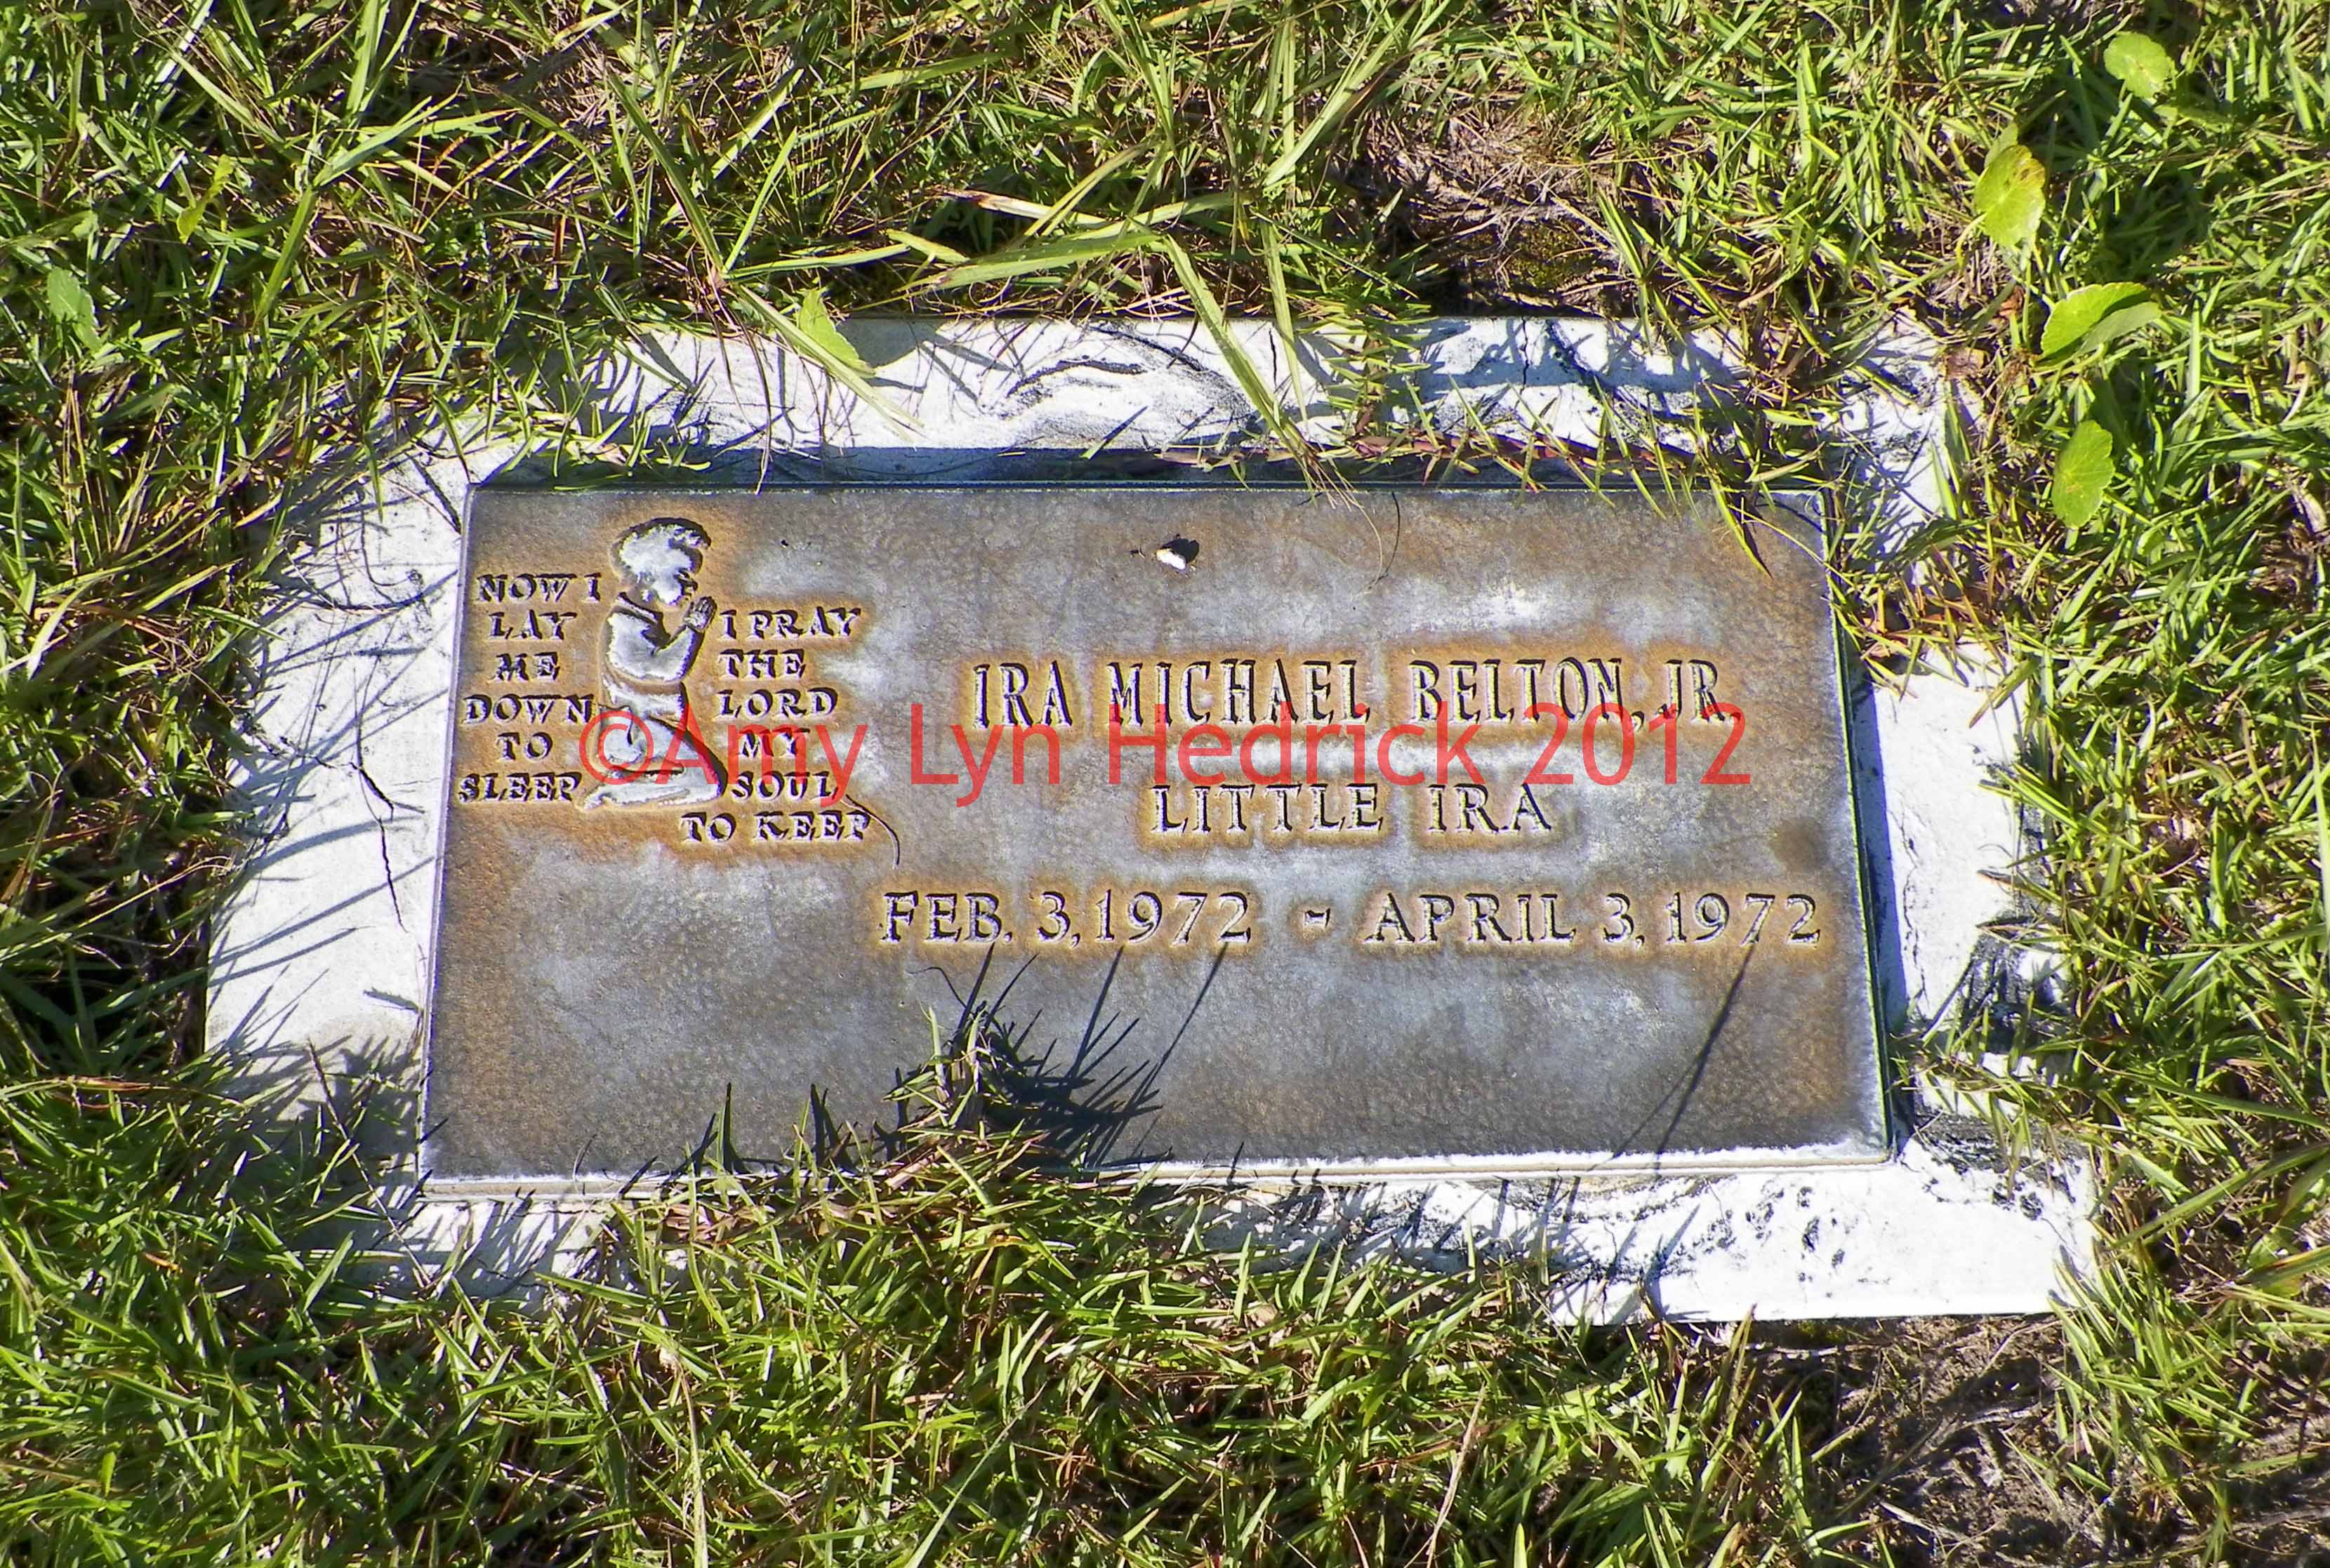 NOW I
LAY
ME
DOWN
TO
SLEEP
I PRAY
THE
LORD
MY
SOUL
TO KEEP
IRA MICHAEL BELTON, JR.
LITTLE IRA
FEB. 3, 1972 - APRIL 3, 1972
©Amy Lyn Hedrick 2012